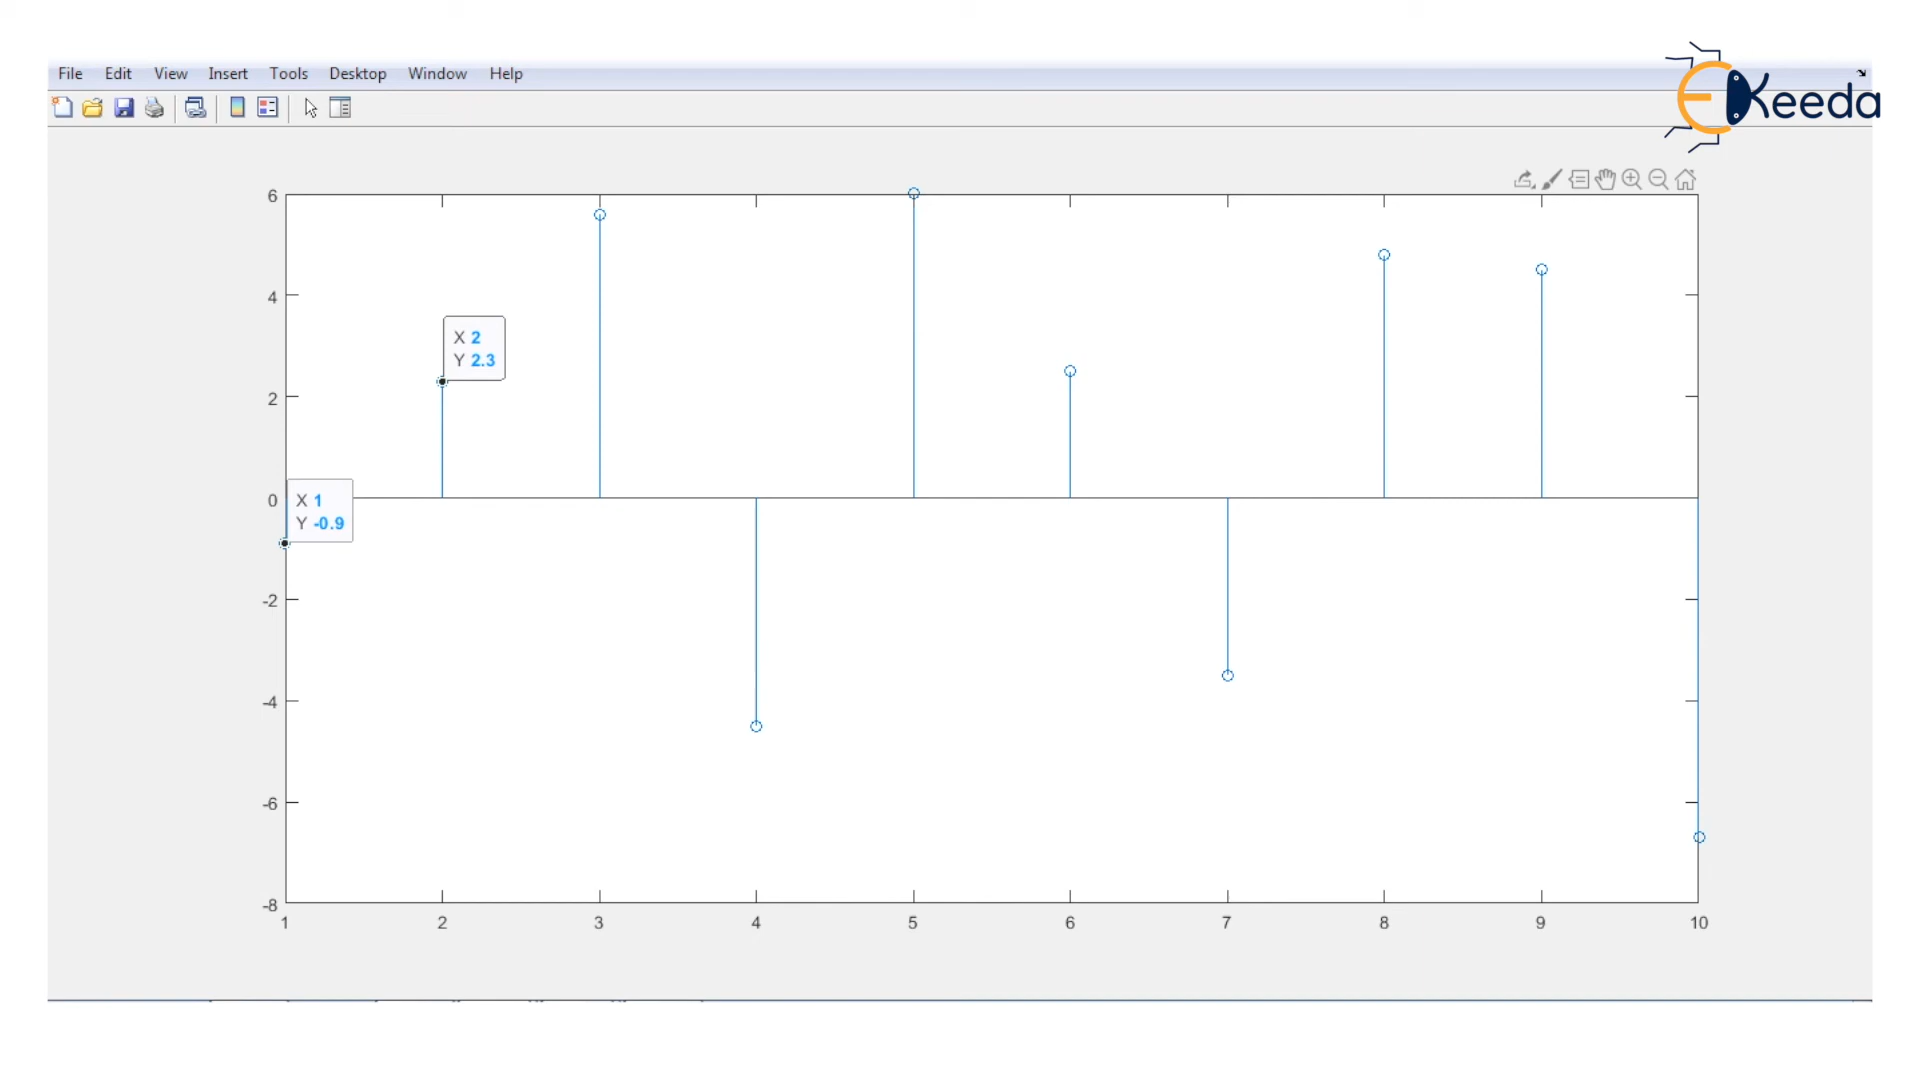 File Edit View Insert Tools Desktop Window Help
EKeeda
6
4
X 2
Y 2.3
2
0
X 1
Y -0.9
-2
-4
-6
-8
1 2 3 4 5 6 7 8 9 10